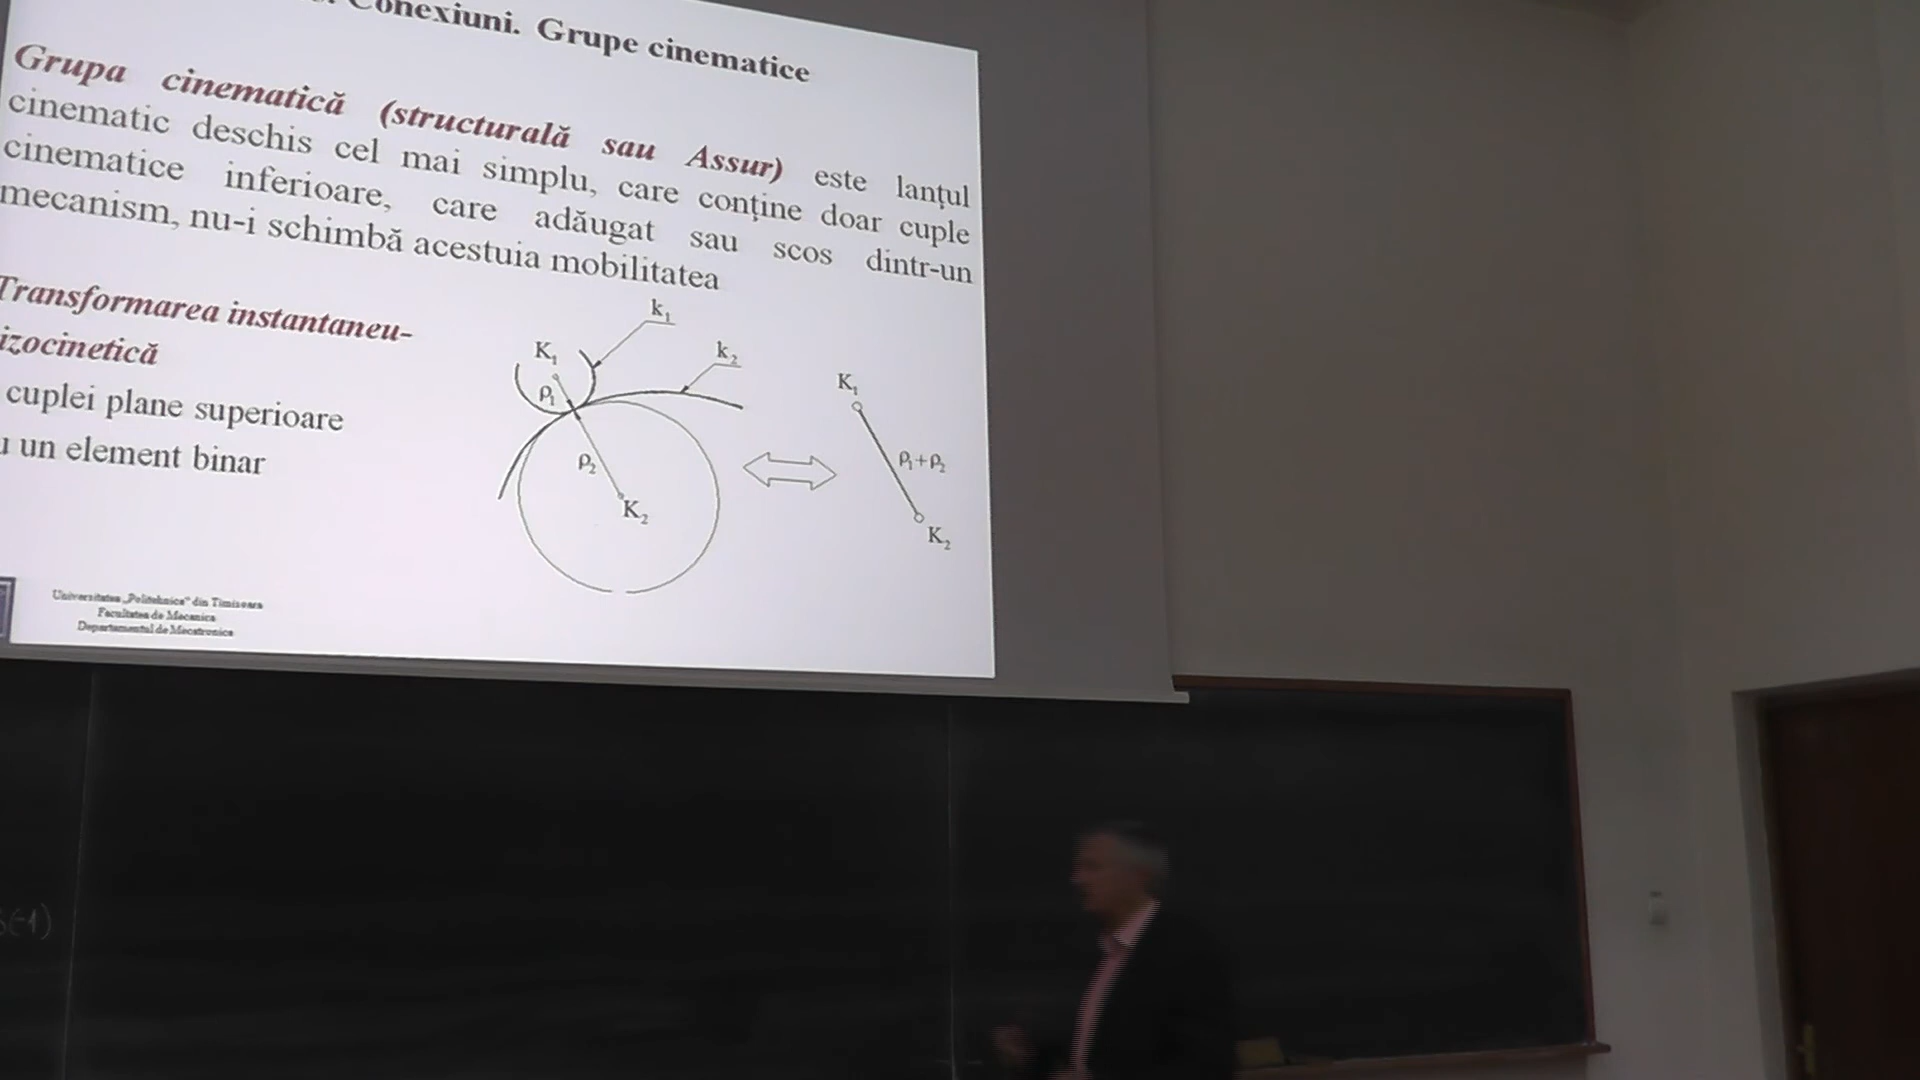 Conexiuni. Grupe cinematice
Grupa cinematică (structurală sau Assur) este lanțul
cinematic deschis cel mai simplu, care conține doar cuple
cinematice inferioare, care adăugat sau scos dintr-un
mecanism, nu-i schimbă acestuia mobilitatea
Transformarea instantaneu-
izocinetică
cuplei plane superioare
un element binar
k₁
k₂
K₁
ρ₁
ρ₂
K₂
K₁
ρ₁+ρ₂
K₂
Universitatea „Politehnica" din Timisoara
Facultatea de Mecanica
Departamentul de Mecatronica